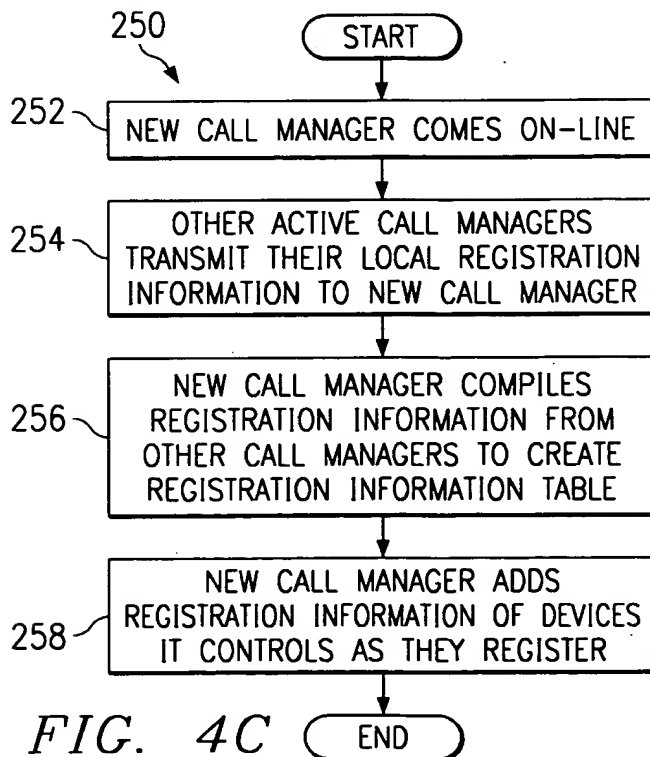 250
START
252
NEW CALL MANAGER COMES ON-LINE
254
OTHER ACTIVE CALL MANAGERS
TRANSMIT THEIR LOCAL REGISTRATION
INFORMATION TO NEW CALL MANAGER
256
NEW CALL MANAGER COMPILES
REGISTRATION INFORMATION FROM
OTHER CALL MANAGERS TO CREATE
REGISTRATION INFORMATION TABLE
258
NEW CALL MANAGER ADDS
REGISTRATION INFORMATION OF DEVICES
IT CONTROLS AS THEY REGISTER
FIG. 4C
END